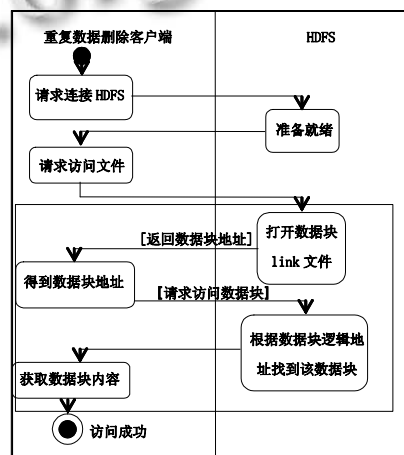 重复数据删除客户端
HDFS
请求连接 HDFS
准备就绪
请求访问文件
打开数据块
link 文件
[返回数据块地址]
得到数据块地址
【请求访问数据块】
根据数据块逻辑地
址找到该数据块
获取数据块内容
访问成功